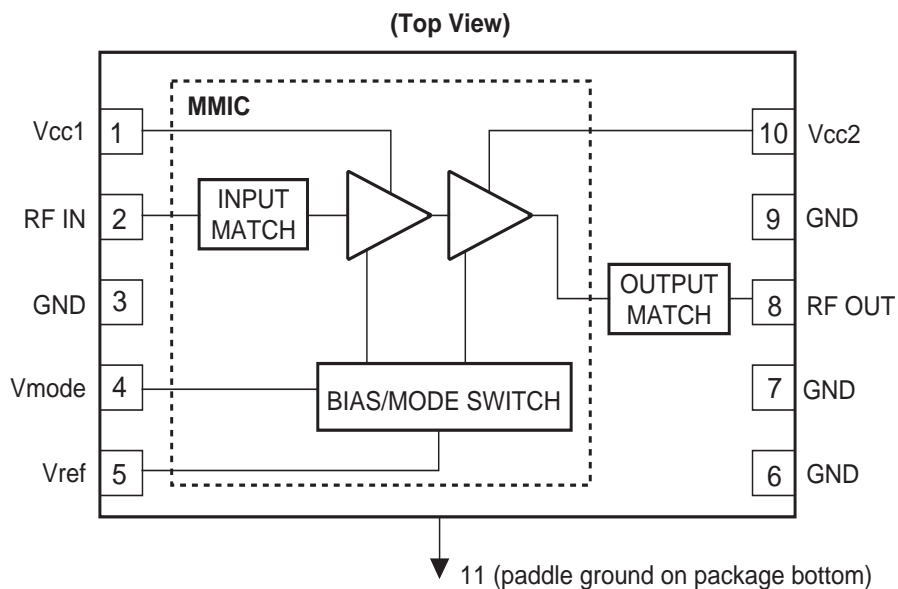 (Top View)
MMIC
Vcc1 1
10 Vcc2
RF IN 2
INPUT
MATCH
9 GND
GND 3
OUTPUT
MATCH
8 RF OUT
Vmode 4
BIAS/MODE SWITCH
7 GND
Vref 5
6 GND
11 (paddle ground on package bottom)